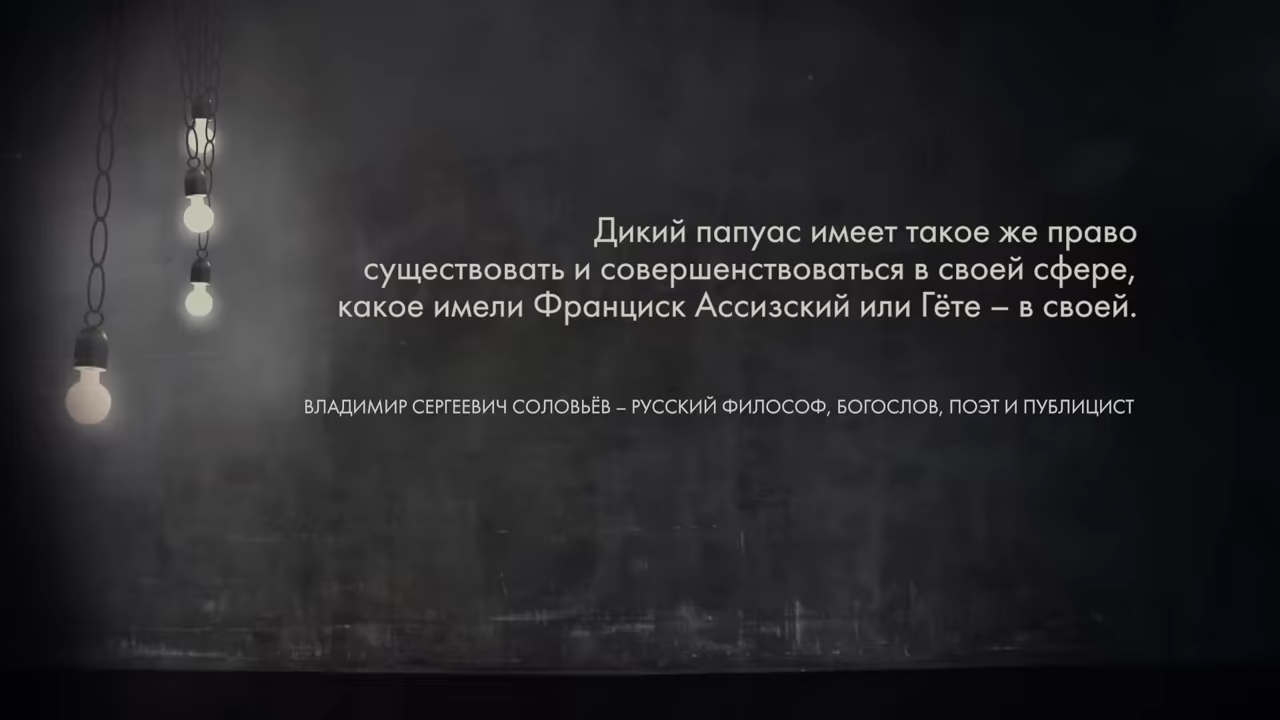 Дикий папуас имеет такое же право
существовать и совершенствоваться в своей сфере,
какое имели Франциск Ассизский или Гёте – в своей.
ВЛАДИМИР СЕРГЕЕВИЧ СОЛОВЬЁВ – РУССКИЙ ФИЛОСОФ, БОГОСЛОВ, ПОЭТ И ПУБЛИЦИСТ